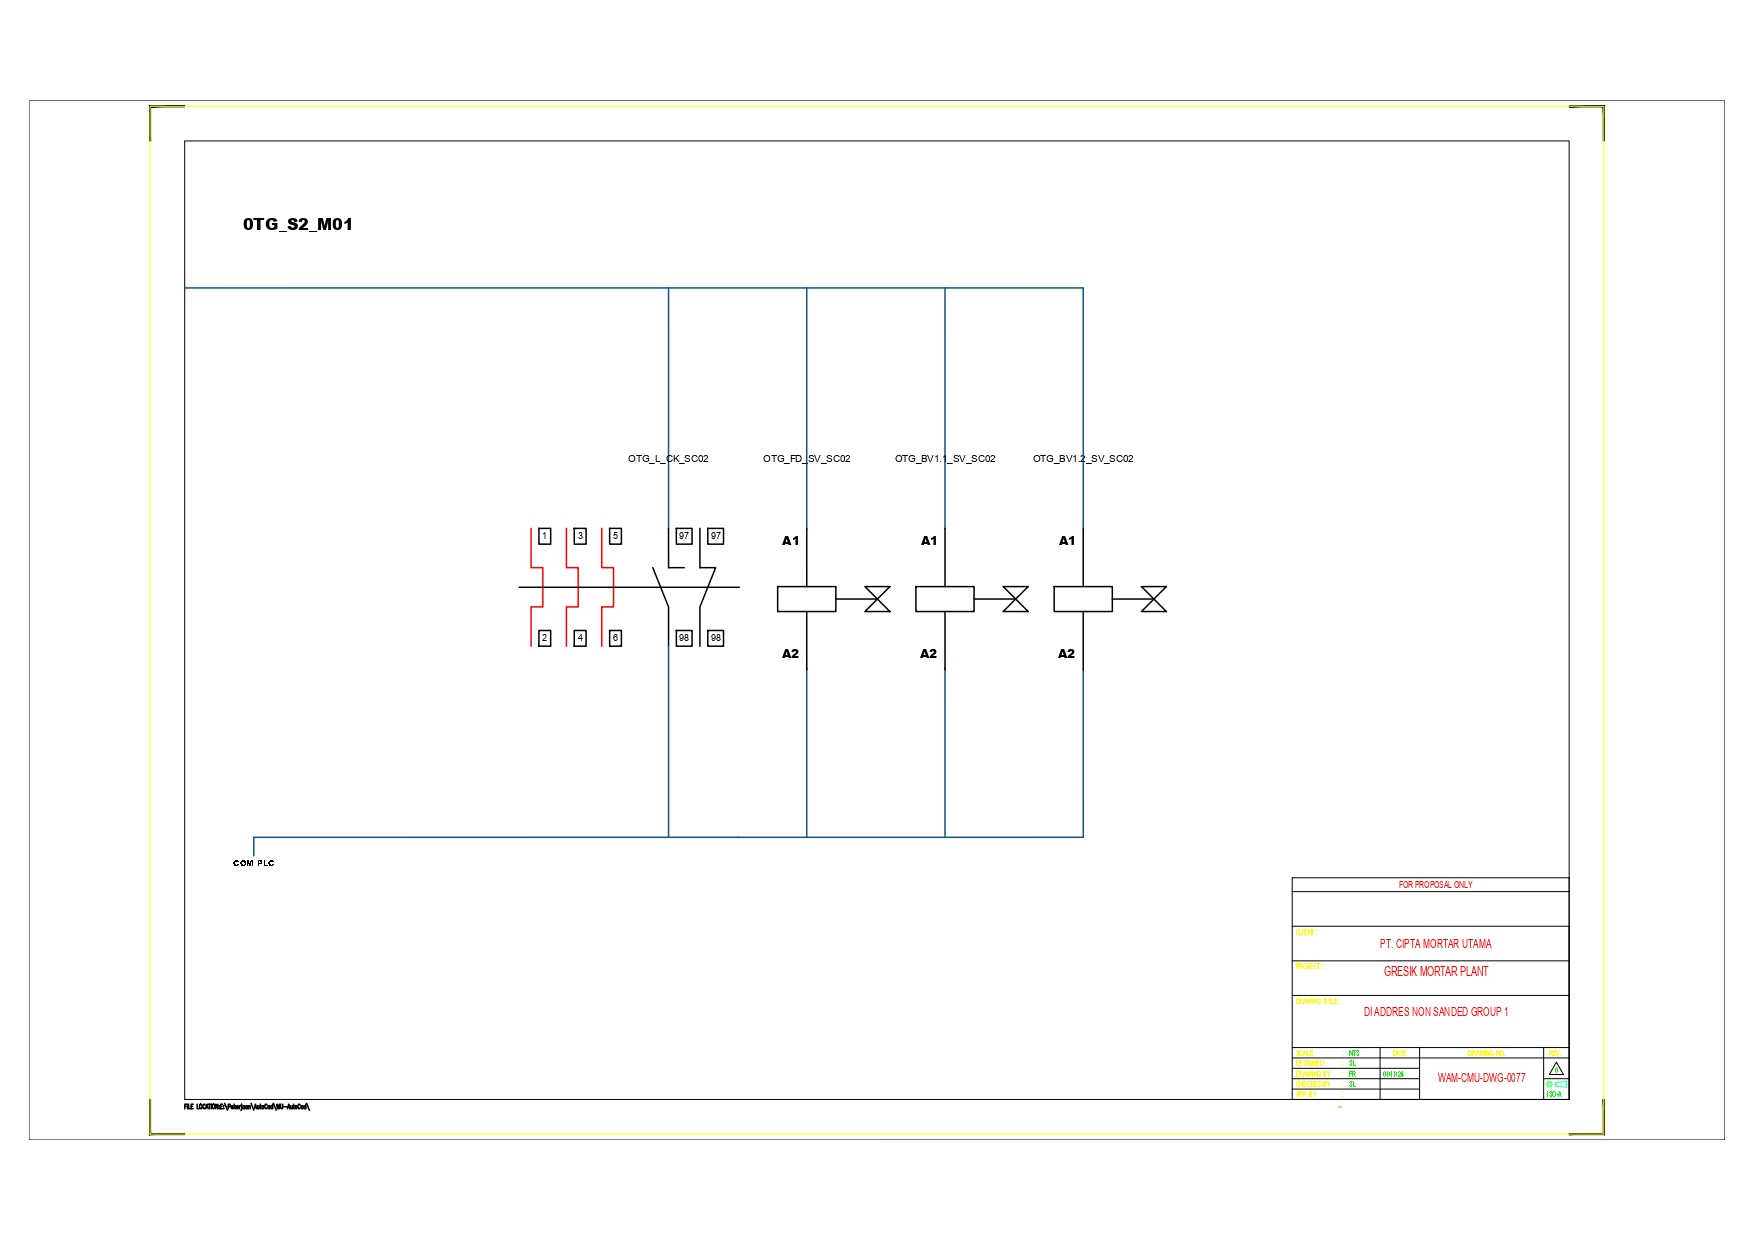 0TG_S2_M01
OTG_L_CK_SC02 OTG_FD_SV_SC02 OTG_BV1.1_SV_SC02 OTG_BV1.2_SV_SC02
1 3 5 97 97 A1 A1 A1
2 4 6 98 98 A2 A2 A2
COM PLC
FOR PROPOSAL ONLY
CLIENT :
PT. CIPTA MORTAR UTAMA
PROJECT :
GRESIK MORTAR PLANT
DRAWING TITLE :
DI ADDRES NON SANDED GROUP 1
SCALE : NTS DATE DRAWING NO. REV.
DESIGNED : SL
DRAWING BY : FR
WAM-CMU-DWG-0077
CHECKED BY : SL
APP. BY :
ISO-A
FILE LOCATION